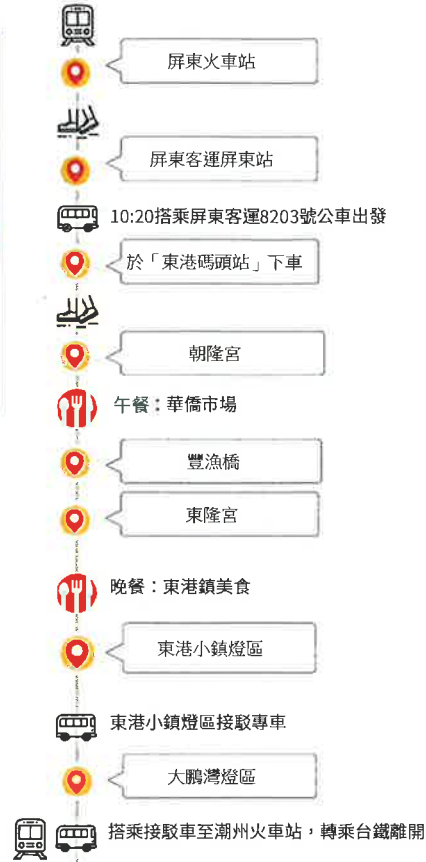 屏東火車站
屏東客運屏東站
10:20搭乘屏東客運8203號公車出發
於「東港碼頭站」下車
朝隆宮
午餐：華僑市場
豐漁橋
東隆宮
晚餐：東港鎮美食
東港小鎮燈區
東港小鎮燈區接駁專車
大鵬灣燈區
搭乘接駁車至潮州火車站，轉乘台鐵離開